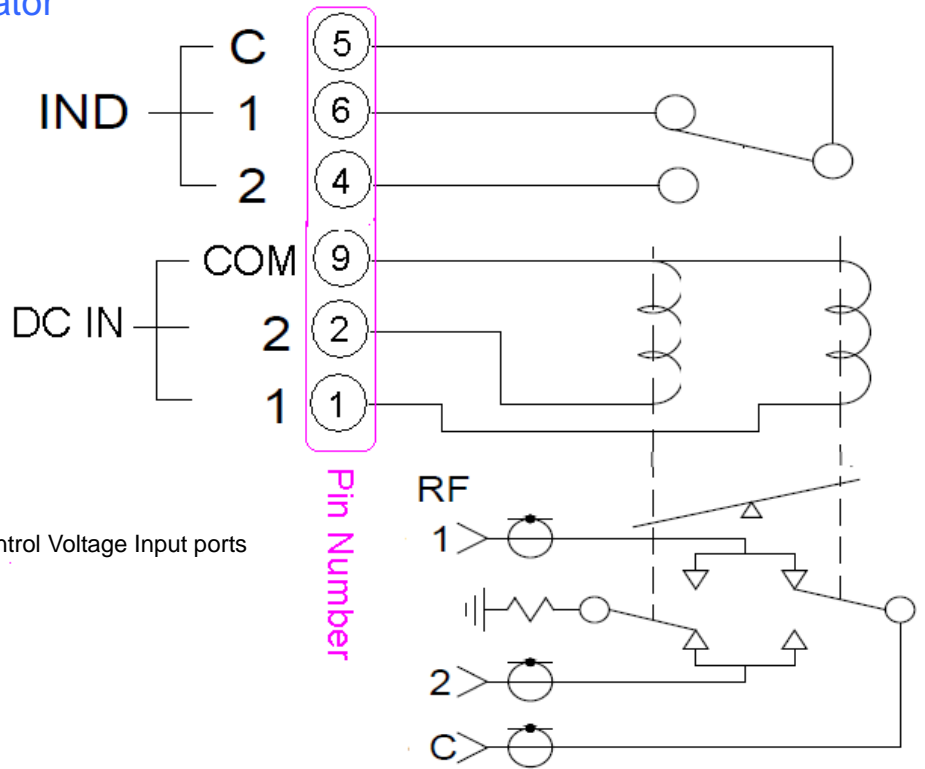 ator
C 5
IND 1 6
2 4
COM 9
DC IN 2 2
1 1
Pin Number
RF
1
ntrol Voltage Input ports
2
C